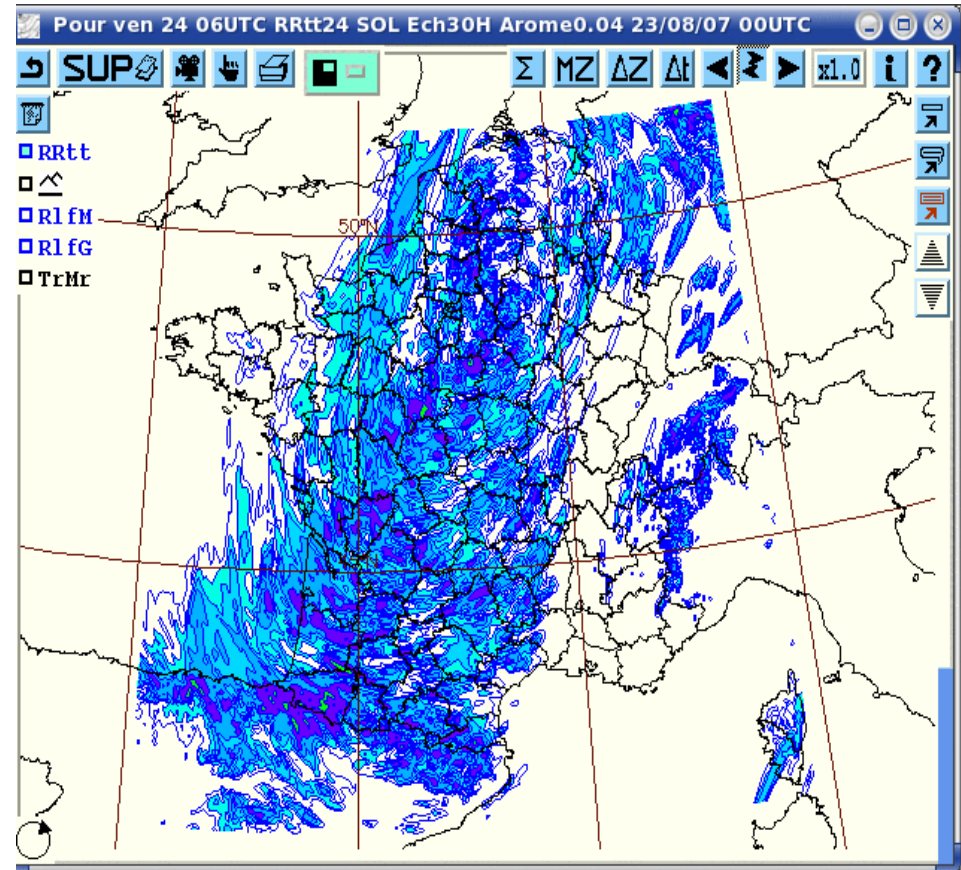 Pour ven 24 06UTC RRtt24 SOL Ech30H Arome0.04 23/08/07 00UTC
SUP Σ MZ ΔZ Δt x1.0 i ?
RRtt
RlfM
RlfG
TrMr
50°N